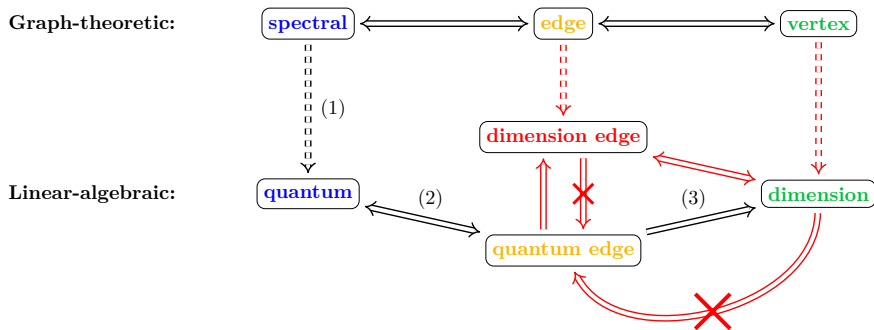 Graph-theoretic: spectral edge vertex
(1)
dimension edge
Linear-algebraic: quantum (2) (3) dimension
quantum edge